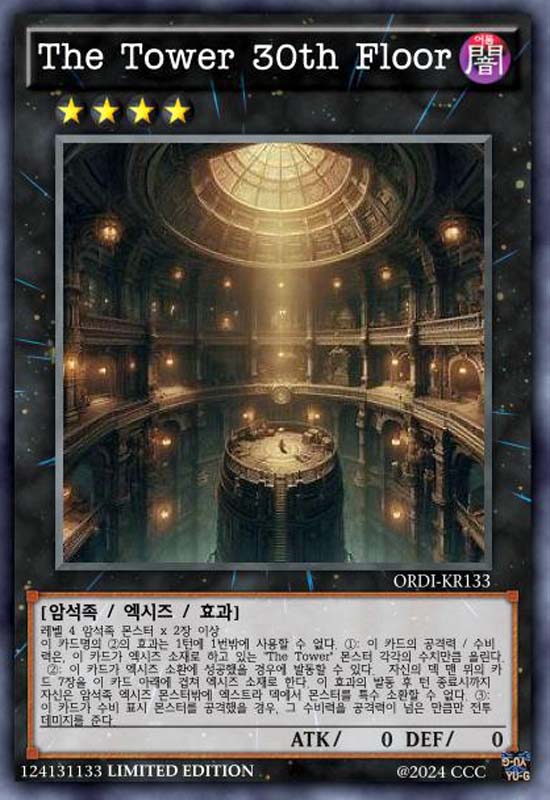 The Tower 30th Floor
어둠
闇
ORDI-KR133
[암석족 / 엑시즈 / 효과]
레벨 4 암석족 몬스터 x 2장 이상
이 카드명의 ②의 효과는 1턴에 1번밖에 사용할 수 없다. ①: 이 카드의 공격력 / 수비
력은, 이 카드가 엑시즈 소재로 하고 있는 'The Tower' 몬스터 각각의 수치만큼 올린다.
②: 이 카드가 엑시즈 소환에 성공했을 경우에 발동할 수 있다. 자신의 덱 맨 위의 카
드 7장을 이 카드 아래에 겹쳐 엑시즈 소재로 한다. 이 효과의 발동 후 턴 종료시까지
자신은 암석족 엑시즈 몬스터밖에 엑스트라 덱에서 몬스터를 특수 소환할 수 없다. ③:
이 카드가 수비 표시 몬스터를 공격했을 경우, 그 수비력을 공격력이 넘은 만큼만 전투
데미지를 준다.
ATK/ 0 DEF/ 0
124131133 LIMITED EDITION
@2024 CCC
YU-G